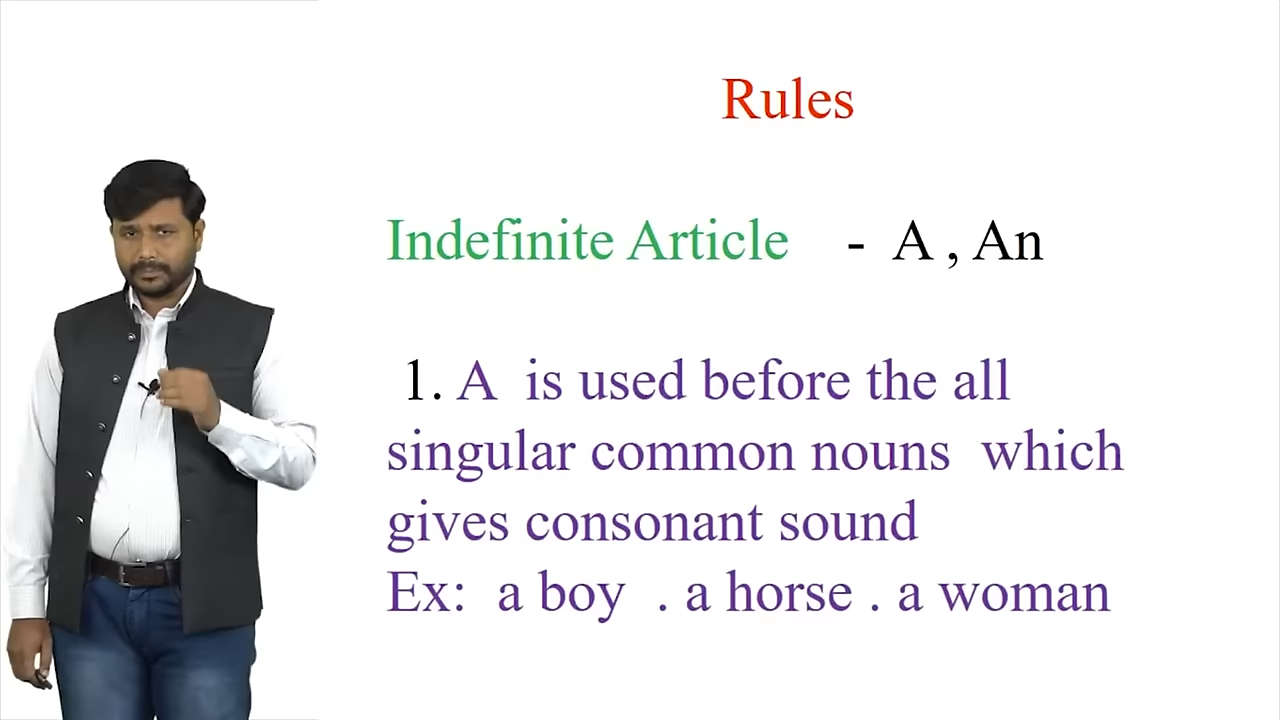 Rules
Indefinite Article - A , An
1. A is used before the all
singular common nouns which
gives consonant sound
Ex: a boy . a horse . a woman